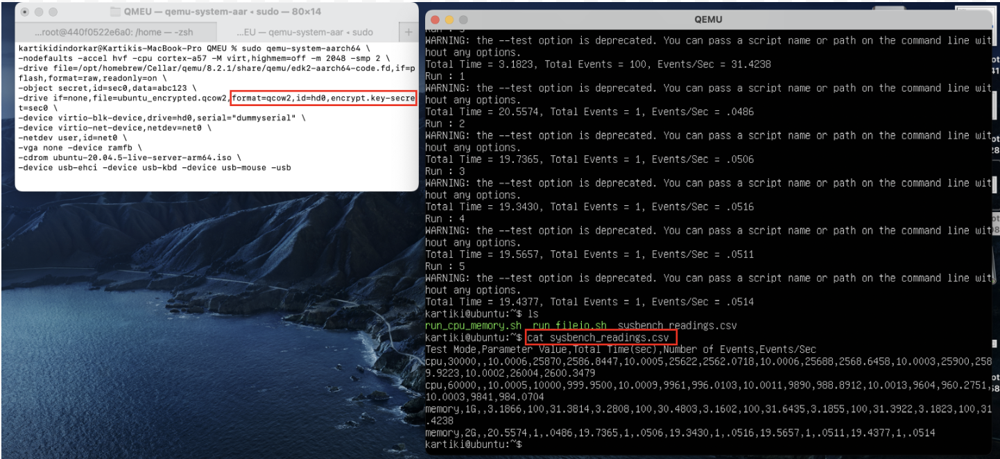 QMEU — qemu-system-aar ◂ sudo — 80×14
...root@440f0522e6a0: /home — -zsh
...EU — qemu-system-aar ◂ sudo
+
kartikidindorkar@Kartikis-MacBook-Pro QMEU % sudo qemu-system-aarch64 \
-nodefaults -accel hvf -cpu cortex-a57 -M virt,highmem=off -m 2048 -smp 2 \
-drive file=/opt/homebrew/Cellar/qemu/8.2.1/share/qemu/edk2-aarch64-code.fd,if=p
flash,format=raw,readonly=on \
-object secret,id=sec0,data=abc123 \
-drive if=none,file=ubuntu_encrypted.qcow2,format=qcow2,id=hd0,encrypt.key-secre
t=sec0 \
-device virtio-blk-device,drive=hd0,serial="dummyserial" \
-device virtio-net-device,netdev=net0 \
-netdev user,id=net0 \
-vga none -device ramfb \
-cdrom ubuntu-20.04.5-live-server-arm64.iso \
-device usb-ehci -device usb-kbd -device usb-mouse -usb
QEMU
WARNING: the --test option is deprecated. You can pass a script name or path on the command line wit
hout any options.
Total Time = 3.1823, Total Events = 100, Events/Sec = 31.4238
Run : 1
WARNING: the --test option is deprecated. You can pass a script name or path on the command line wit
hout any options.
Total Time = 20.5574, Total Events = 1, Events/Sec = .0486
Run : 2
WARNING: the --test option is deprecated. You can pass a script name or path on the command line wit
hout any options.
Total Time = 19.7365, Total Events = 1, Events/Sec = .0506
Run : 3
WARNING: the --test option is deprecated. You can pass a script name or path on the command line wit
hout any options.
Total Time = 19.3430, Total Events = 1, Events/Sec = .0516
Run : 4
WARNING: the --test option is deprecated. You can pass a script name or path on the command line wit
hout any options.
Total Time = 19.5657, Total Events = 1, Events/Sec = .0511
Run : 5
WARNING: the --test option is deprecated. You can pass a script name or path on the command line wit
hout any options.
Total Time = 19.4377, Total Events = 1, Events/Sec = .0514
kartiki@ubuntu:~$ ls
run_cpu_memory.sh run_fileio.sh sysbench_readings.csv
kartiki@ubuntu:~$ cat sysbench_readings.csv
Test Mode,Parameter Value,Total Time(sec),Number of Events,Events/Sec
cpu,30000,,10.0006,25870,2586.8447,10.0005,25622,2562.0718,10.0006,25688,2568.6458,10.0003,25900,258
9.9223,10.0002,26004,2600.3479
cpu,60000,,10.0005,10000,999.9500,10.0009,9961,996.0103,10.0011,9890,988.8912,10.0013,9604,960.2751,
10.0003,9841,984.0704
memory,1G,,3.1866,100,31.3814,3.2808,100,30.4803,3.1602,100,31.6435,3.1855,100,31.3922,3.1823,100,31
.4238
memory,2G,,20.5574,1,.0486,19.7365,1,.0506,19.3430,1,.0516,19.5657,1,.0511,19.4377,1,.0514
kartiki@ubuntu:~$